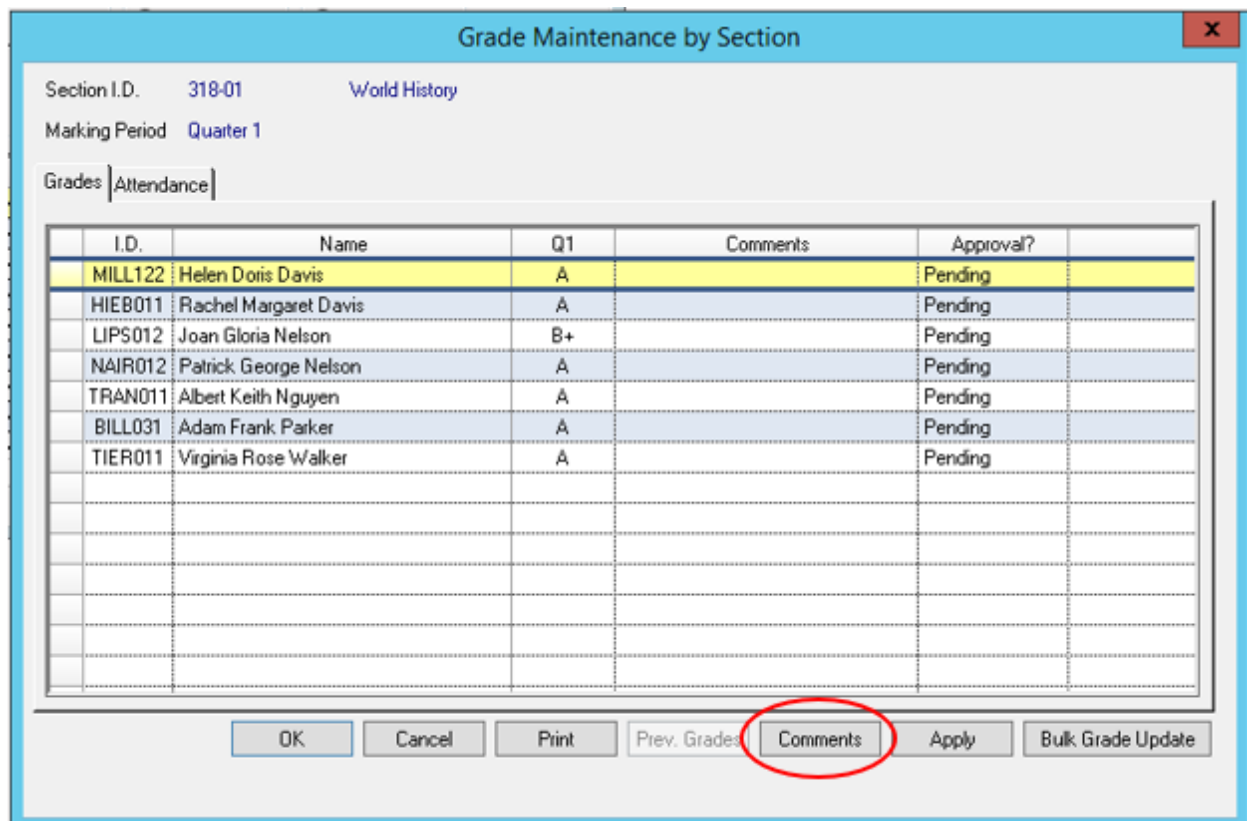 Grade Maintenance by Section
x
Section I.D. 318-01 World History
Marking Period Quarter 1
Grades Attendance
I.D. Name Q1 Comments Approval?
MILL122 Helen Doris Davis A Pending
HIEB011 Rachel Margaret Davis A Pending
LIPS012 Joan Gloria Nelson B+ Pending
NAIR012 Patrick George Nelson A Pending
TRAN011 Albert Keith Nguyen A Pending
BILL031 Adam Frank Parker A Pending
TIER011 Virginia Rose Walker A Pending
OK Cancel Print Prev. Grades Comments Apply Bulk Grade Update